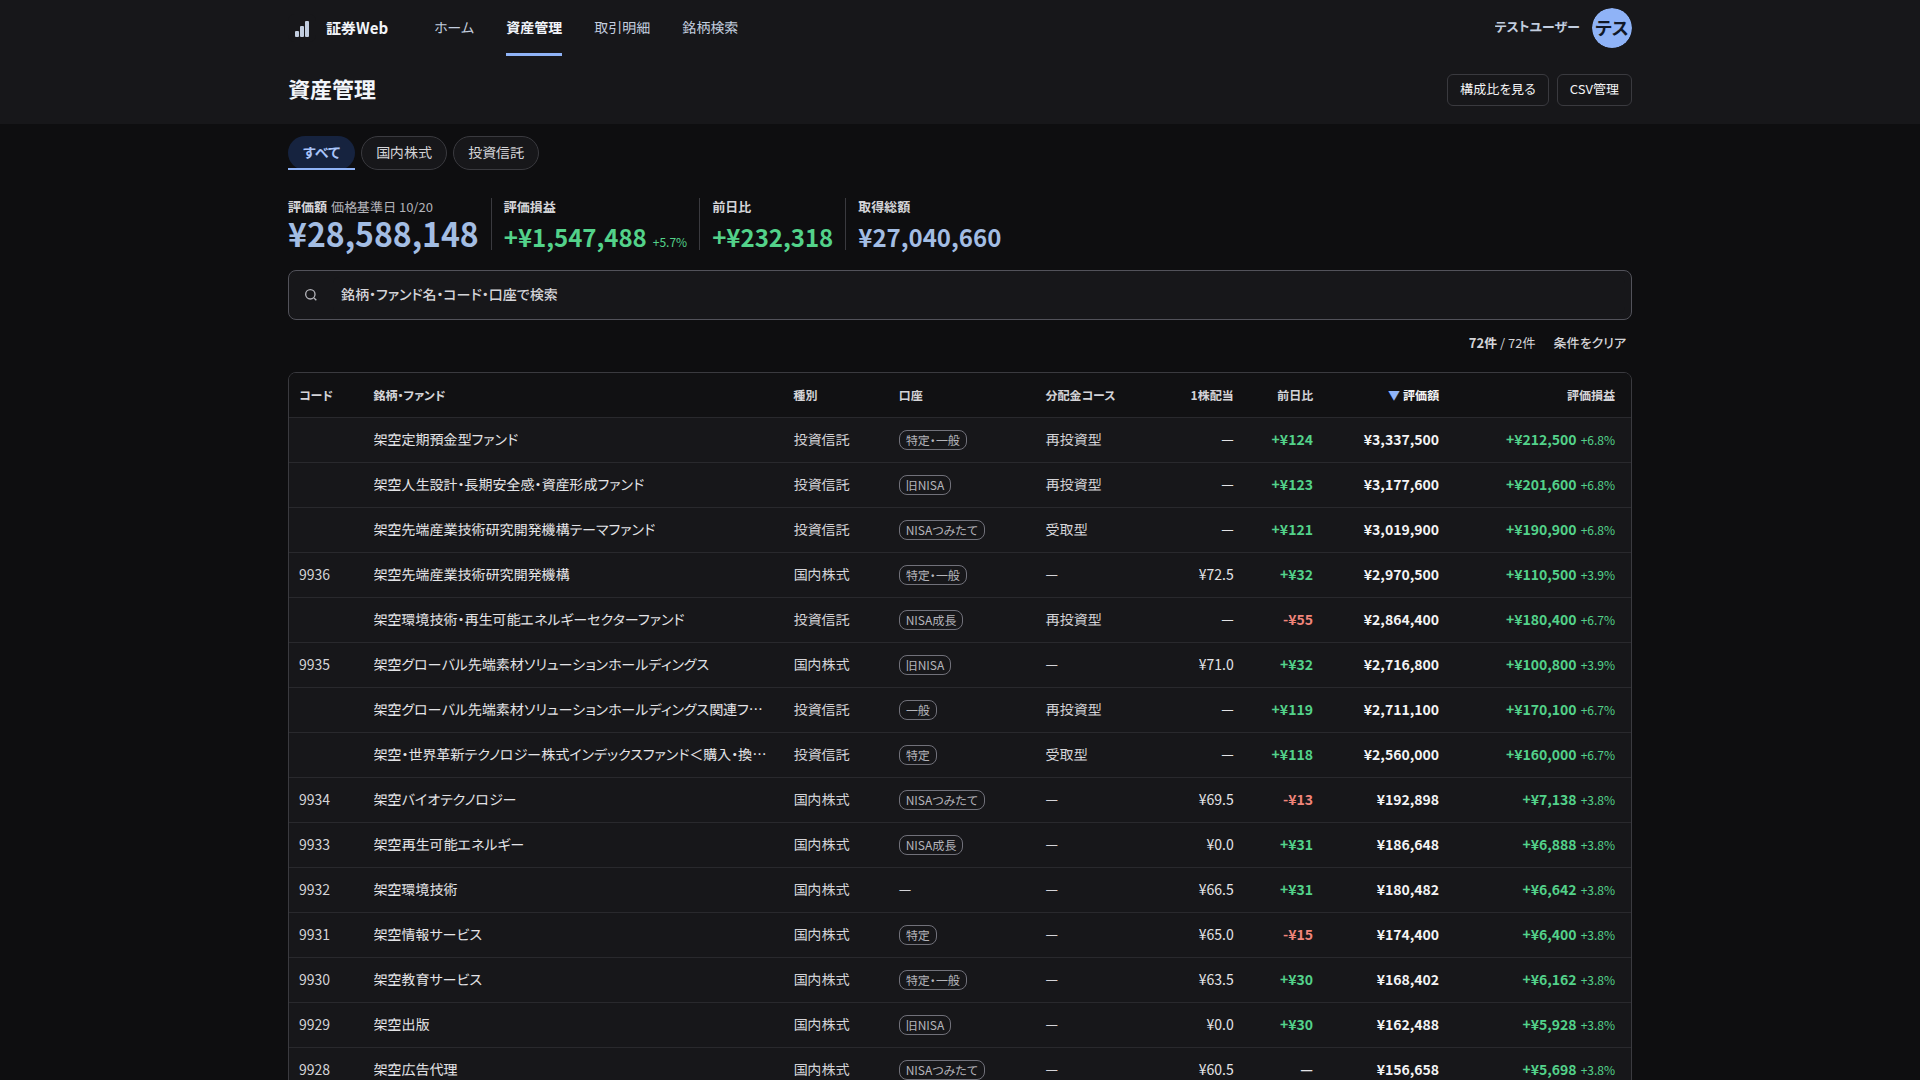 証券Web ホーム 資産管理 取引明細 銘柄検索 テストユーザー テス
資産管理 構成比を見る CSV管理
すべて 国内株式 投資信託
評価額 価格基準日 10/20 評価損益 前日比 取得総額
¥28,588,148 +¥1,547,488 +5.7% +¥232,318 ¥27,040,660
銘柄・ファンド名・コード・口座で検索
72件 / 72件 条件をクリア
コード 銘柄・ファンド 種別 口座 分配金コース 1株配当 前日比 ▼評価額 評価損益
架空定期預金型ファンド 投資信託 特定・一般 再投資型 — +¥124 ¥3,337,500 +¥212,500 +6.8%
架空人生設計・長期安全感・資産形成ファンド 投資信託 旧NISA 再投資型 — +¥123 ¥3,177,600 +¥201,600 +6.8%
架空先端産業技術研究開発機構テーマファンド 投資信託 NISAつみたて 受取型 — +¥121 ¥3,019,900 +¥190,900 +6.8%
9936 架空先端産業技術研究開発機構 国内株式 特定・一般 — ¥72.5 +¥32 ¥2,970,500 +¥110,500 +3.9%
架空環境技術・再生可能エネルギーセクターファンド 投資信託 NISA成長 再投資型 — -¥55 ¥2,864,400 +¥180,400 +6.7%
9935 架空グローバル先端素材ソリューションホールディングス 国内株式 旧NISA — ¥71.0 +¥32 ¥2,716,800 +¥100,800 +3.9%
架空グローバル先端素材ソリューションホールディングス関連フ… 投資信託 一般 再投資型 — +¥119 ¥2,711,100 +¥170,100 +6.7%
架空・世界革新テクノロジー株式インデックスファンド＜購入・換… 投資信託 特定 受取型 — +¥118 ¥2,560,000 +¥160,000 +6.7%
9934 架空バイオテクノロジー 国内株式 NISAつみたて — ¥69.5 -¥13 ¥192,898 +¥7,138 +3.8%
9933 架空再生可能エネルギー 国内株式 NISA成長 — ¥0.0 +¥31 ¥186,648 +¥6,888 +3.8%
9932 架空環境技術 国内株式 — — ¥66.5 +¥31 ¥180,482 +¥6,642 +3.8%
9931 架空情報サービス 国内株式 特定 — ¥65.0 -¥15 ¥174,400 +¥6,400 +3.8%
9930 架空教育サービス 国内株式 特定・一般 — ¥63.5 +¥30 ¥168,402 +¥6,162 +3.8%
9929 架空出版 国内株式 旧NISA — ¥0.0 +¥30 ¥162,488 +¥5,928 +3.8%
9928 架空広告代理 国内株式 NISAつみたて — ¥60.5 — ¥156,658 +¥5,698 +3.8%